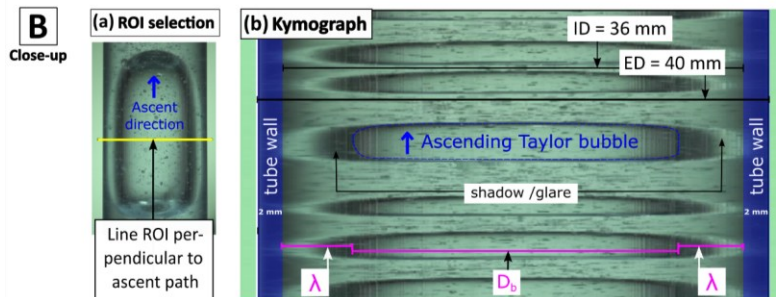 B
Close-up
(a) ROI selection
Ascent
direction
Line ROI per-
pendicular to
ascent path
(b) Kymograph
ID = 36 mm
ED = 40 mm
tube wall
2 mm
Ascending Taylor bubble
shadow /glare
tube wall
2 mm
λ
D_b
λ